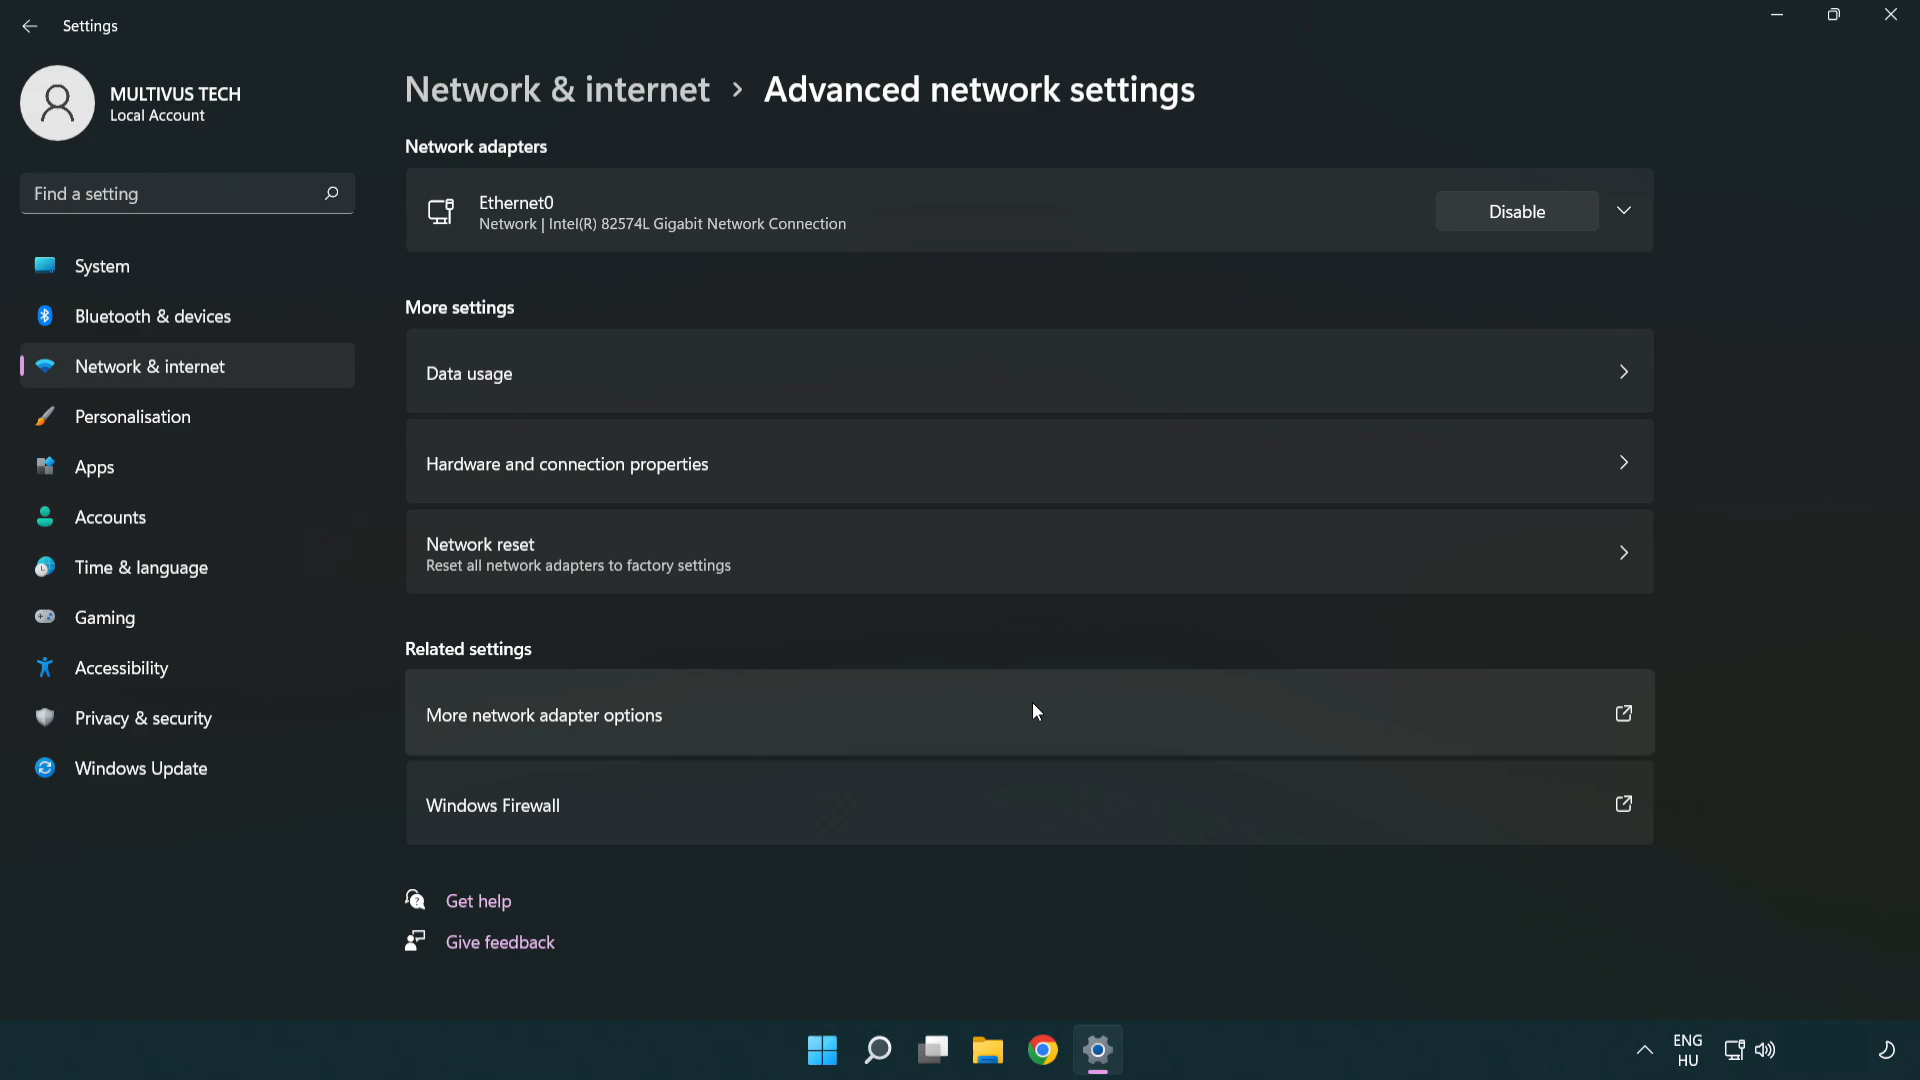 Settings
MULTIVUS TECH
Local Account
Find a setting
System
Bluetooth & devices
Network & internet
Personalisation
Apps
Accounts
Time & language
Gaming
Accessibility
Privacy & security
Windows Update
Network & internet > Advanced network settings
Network adapters
Ethernet0
Network | Intel(R) 82574L Gigabit Network Connection
Disable
More settings
Data usage
Hardware and connection properties
Network reset
Reset all network adapters to factory settings
Related settings
More network adapter options
Windows Firewall
Get help
Give feedback
ENG
HU